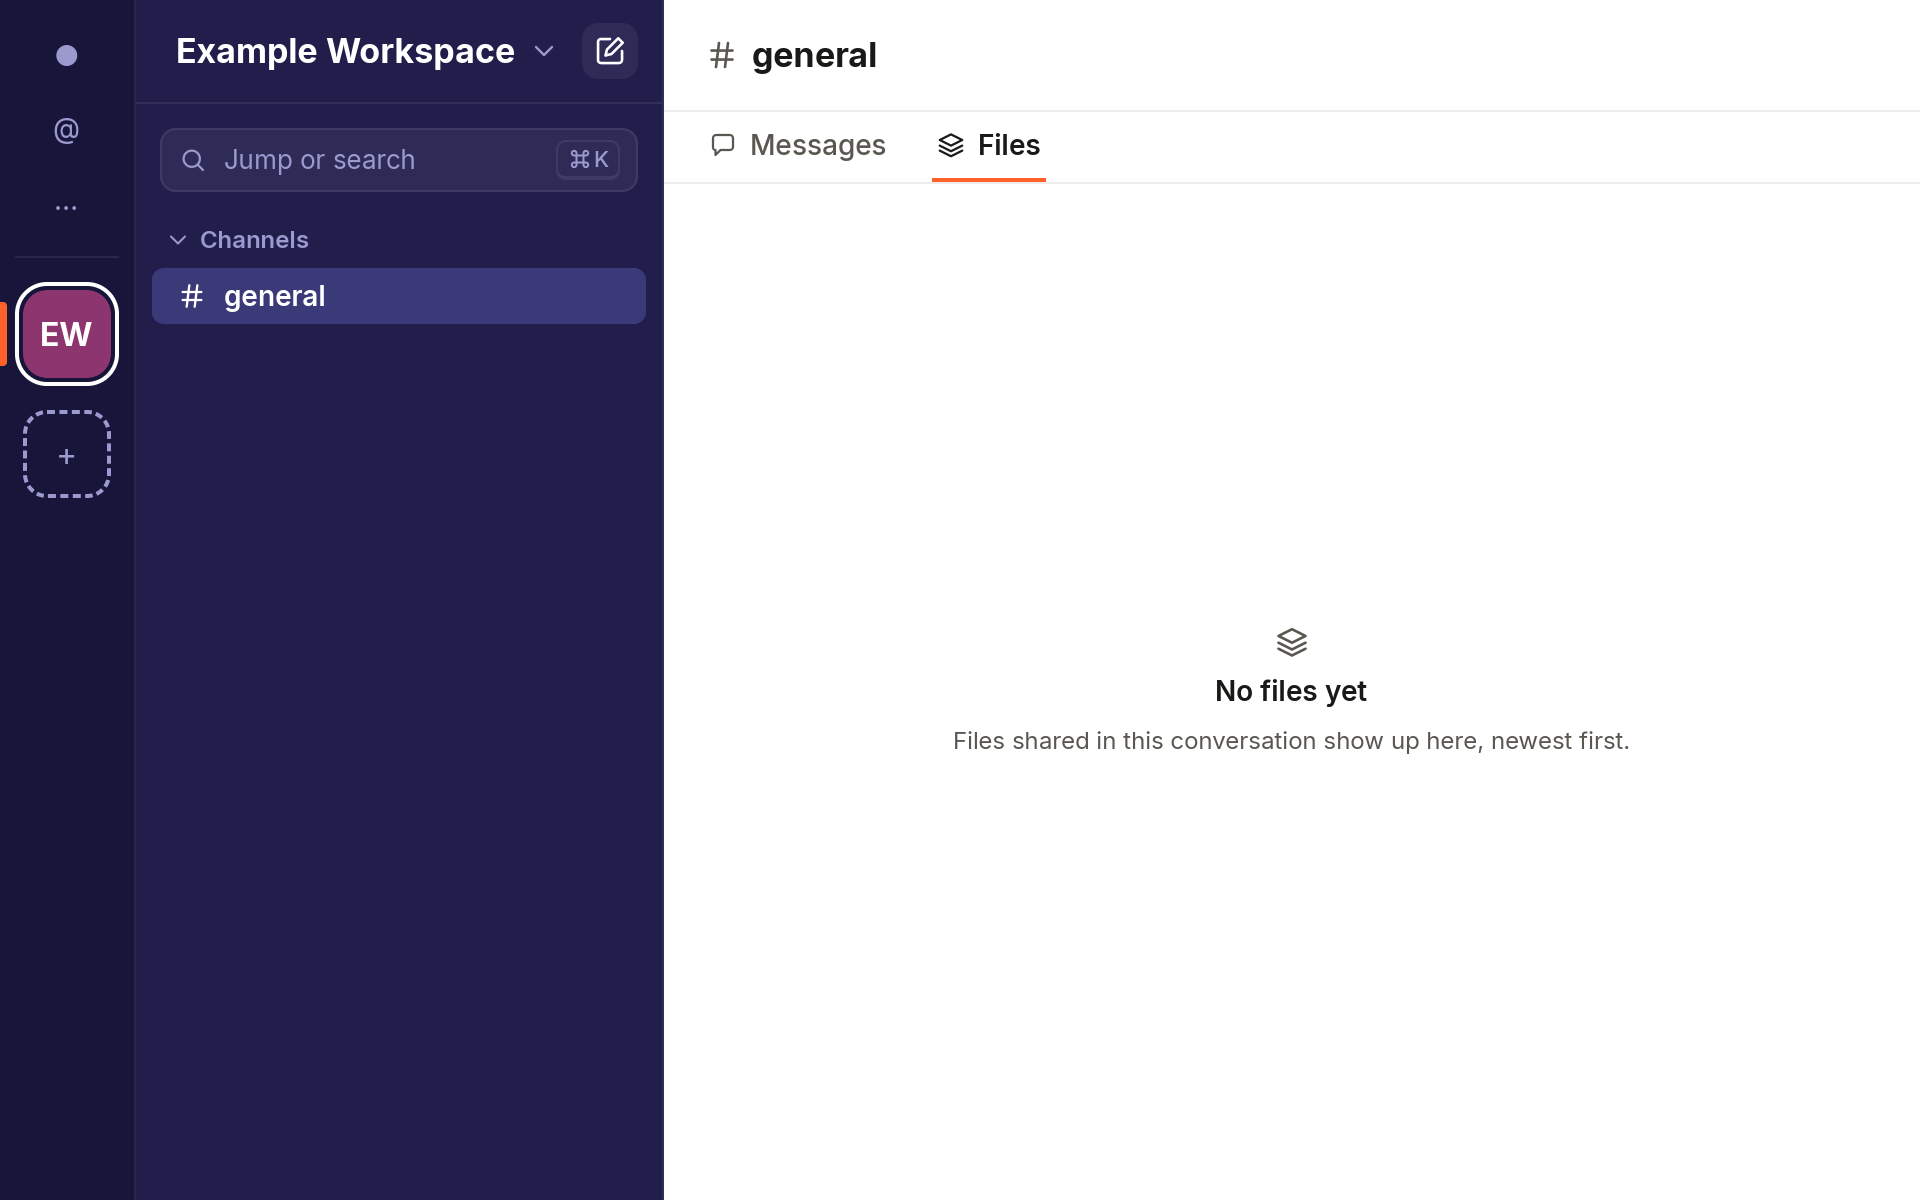 @
...
EW
+
Example Workspace
Jump or search
⌘K
Channels
# general
# general
Messages
Files
No files yet
Files shared in this conversation show up here, newest first.